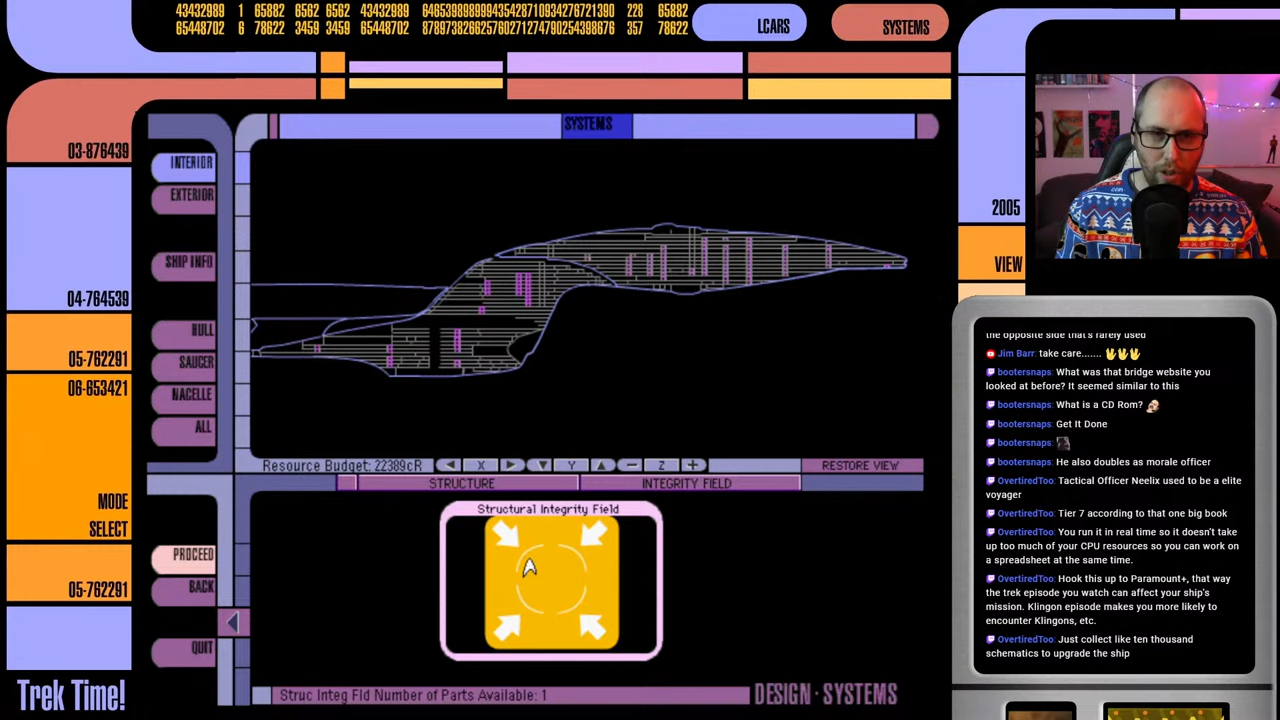 43432989 1 65882 6562 6562 43432989 64653989899954287109342767213​90 228 65882
65448702 6 78622 3459 3459 65448702 87897382662576027127478025439​8676 357 78622
LCARS
SYSTEMS
03-876439
04-764539
05-762291
06-653421
MODE
SELECT
05-762291
Trek Time!
SYSTEMS
INTERIOR
EXTERIOR
SHIP INFO
HULL
SAUCER
NACELLE
ALL
PROCEED
BACK
QUIT
Resource Budget: 22389cR
X
Y
Z
RESTORE VIEW
STRUCTURE
INTEGRITY FIELD
Structural Integrity Field
Struc Integ Fld Number of Parts Available: 1
DESIGN · SYSTEMS
2005
VIEW
the opposite side that's rarely used
Jim Barr: take care....... 🖖🖖🖖
bootersnaps: What was that bridge website you
looked at before? It seemed similar to this
bootersnaps: What is a CD Rom?
bootersnaps: Get It Done
bootersnaps:
bootersnaps: He also doubles as morale officer
OvertiredToo: Tactical Officer Neelix used to be a elite
voyager
OvertiredToo: Tier 7 according to that one big book
OvertiredToo: You run it in real time so it doesn't take
up too much of your CPU resources so you can work on
a spreadsheet at the same time.
OvertiredToo: Hook this up to Paramount+, that way
the trek episode you watch can affect your ship's
mission. Klingon episode makes you more likely to
encounter Klingons, etc.
OvertiredToo: Just collect like ten thousand
schematics to upgrade the ship